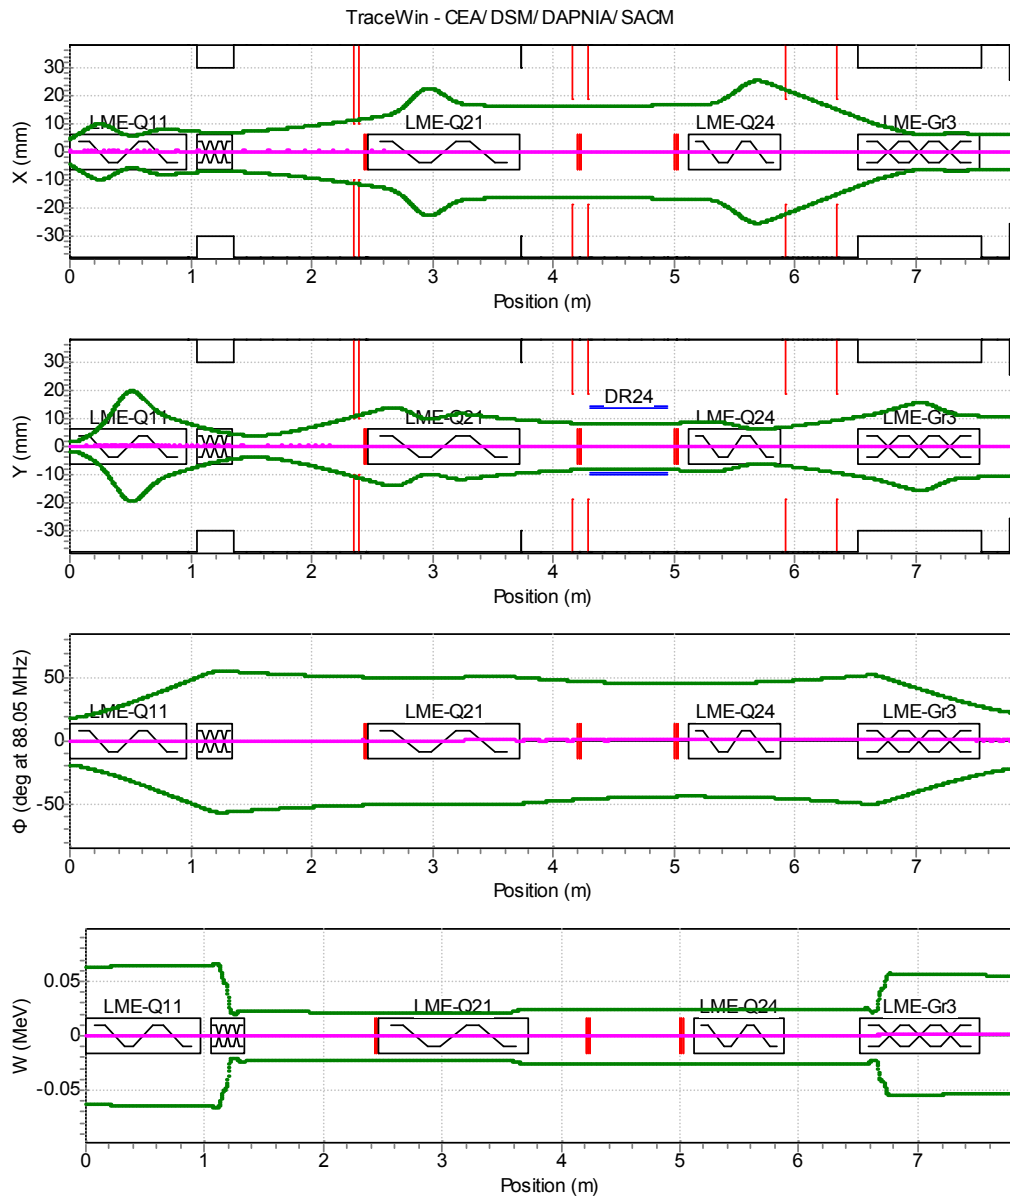 TraceWin - CEA/ DSM/ DAPNIA/ SACM
X (mm)
30
20
10
0
-10
-20
-30
LME-Q11
LME-Q21
LME-Q24
LME-Gr3
0 1 2 3 4 5 6 7
Position (m)
Y (mm)
30
20
10
0
-10
-20
-30
DR24
LME-Q11
LME-Q21
LME-Q24
LME-Gr3
0 1 2 3 4 5 6 7
Position (m)
Φ (deg at 88.05 MHz)
50
0
-50
LME-Q11
LME-Q21
LME-Q24
LME-Gr3
0 1 2 3 4 5 6 7
Position (m)
W (MeV)
0.05
0
-0.05
LME-Q11
LME-Q21
LME-Q24
LME-Gr3
0 1 2 3 4 5 6 7
Position (m)